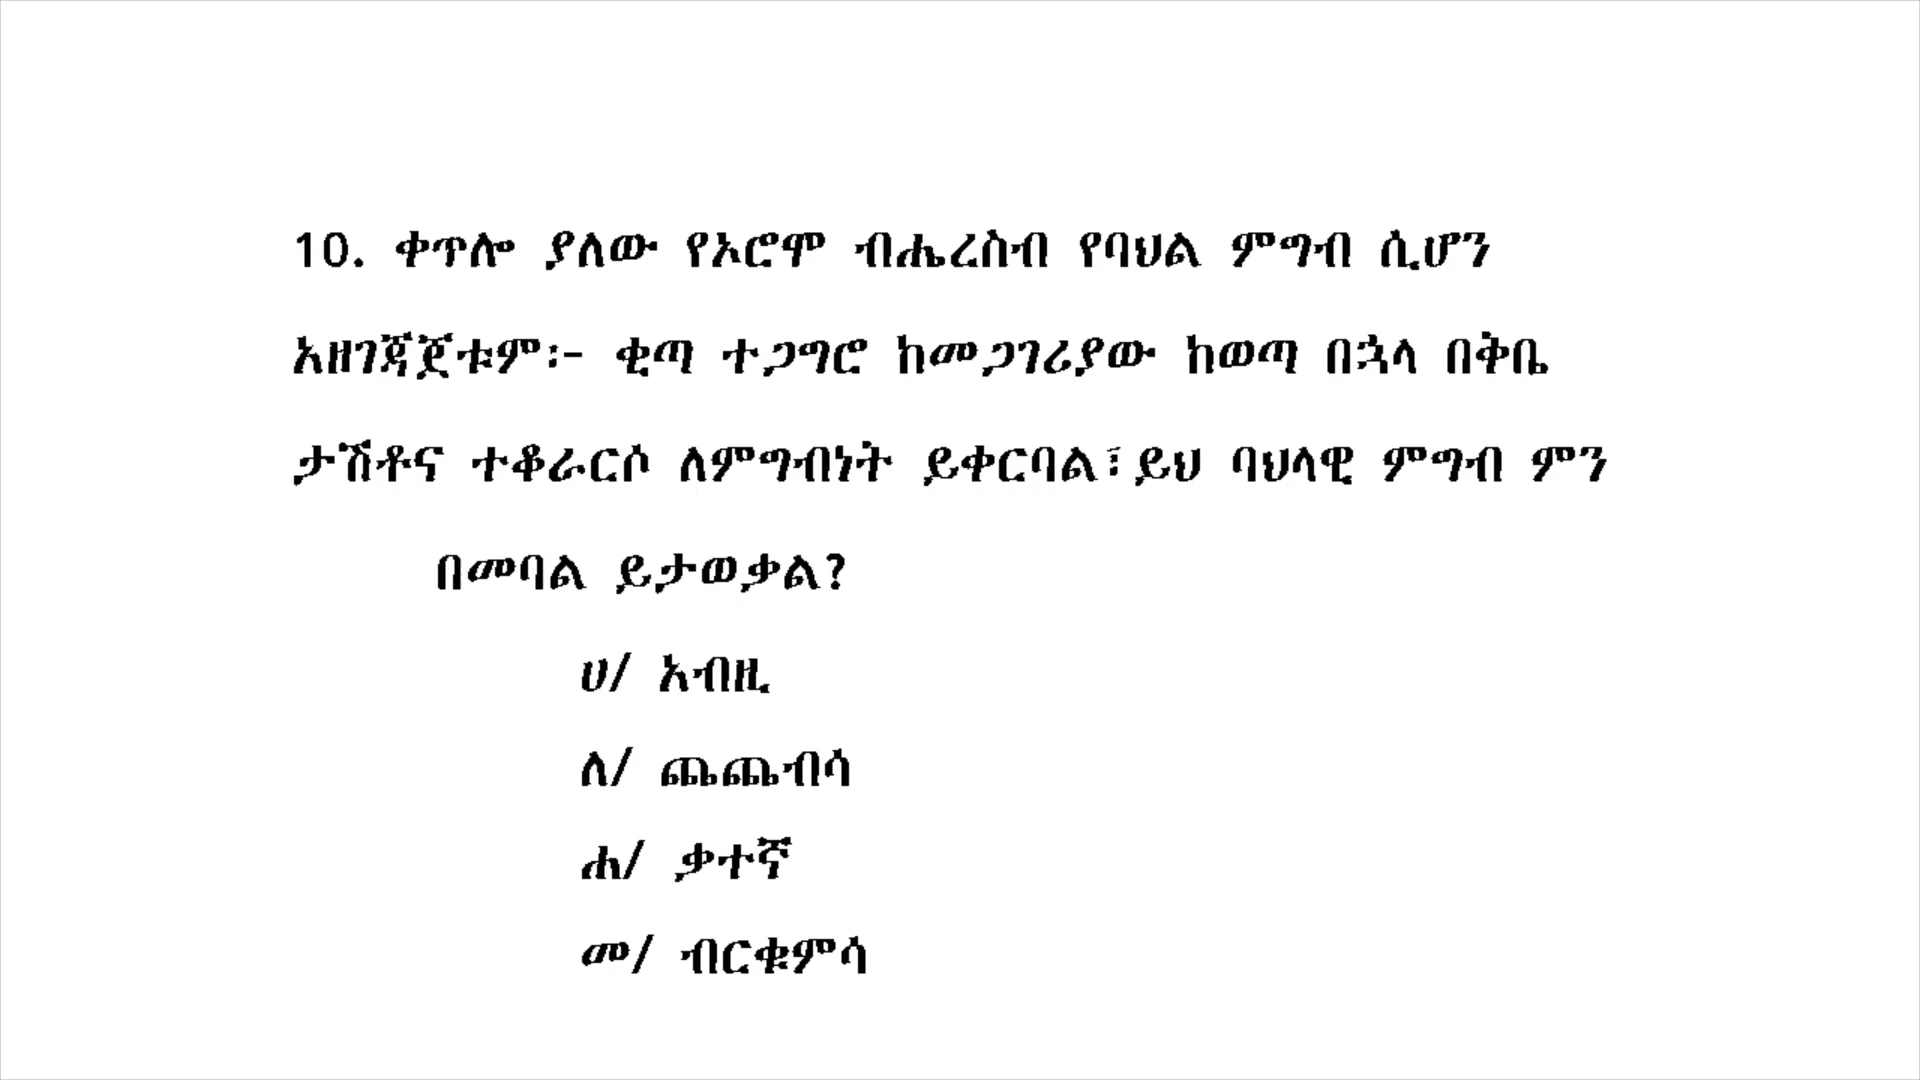 10. ቀጥሎ ያለው የኦሮሞ ብሔረስብ የባህል ምግብ ሲሆን
አዘገጃጀቱም፡- ቂጣ ተጋግሮ ከመጋገሪያው ከወጣ በኋላ በቅቤ
ታሽቶና ተቆራርሶ ለምግብነት ይቀርባል፣ይህ ባህላዊ ምግብ ምን
በመባል ይታወቃል?
ሀ/ አብዚ
ለ/ ጨጨብሳ
ሐ/ ቃተኛ
መ/ ብርቁምሳ